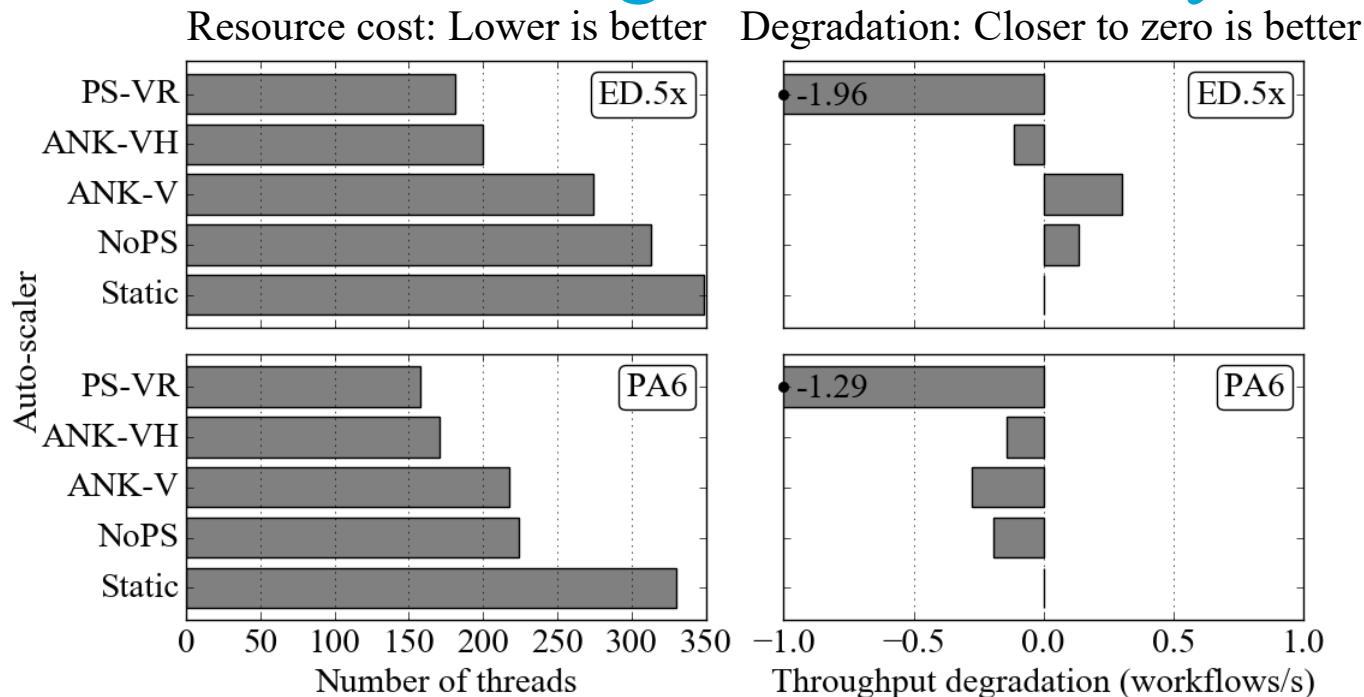 Resource cost: Lower is better
Degradation: Closer to zero is better
Auto-scaler
PS-VR
ANK-VH
ANK-V
NoPS
Static
ED.5x
-1.96
ED.5x
PS-VR
ANK-VH
ANK-V
NoPS
Static
PA6
-1.29
PA6
0 50 100 150 200 250 300 350
−1.0 −0.5 0.0 0.5 1.0
Number of threads
Throughput degradation (workflows/s)